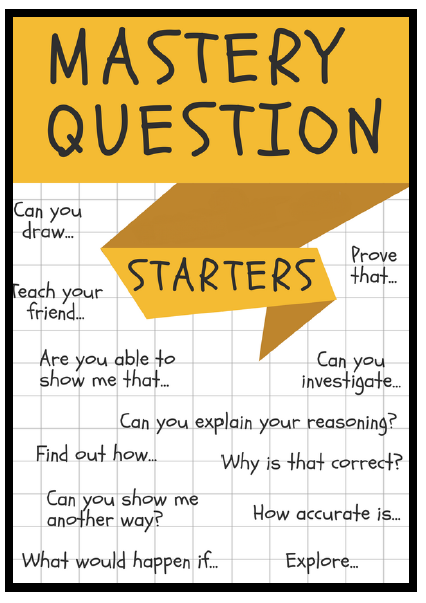 MASTERY
QUESTION
STARTERS
Can you
draw...
Prove
that...
Teach your
friend...
Are you able to
show me that...
Can you
investigate...
Can you explain your reasoning?
Find out how...
Why is that correct?
Can you show me
another way?
How accurate is...
What would happen if...
Explore...